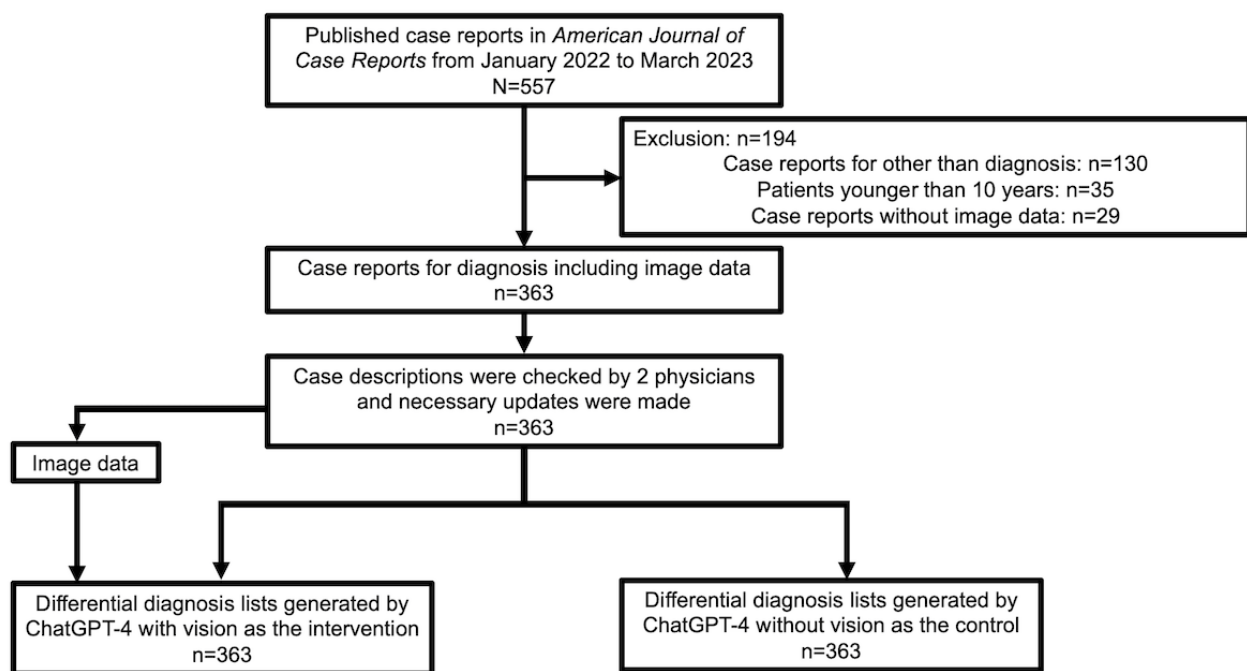 Published case reports in American Journal of
Case Reports from January 2022 to March 2023
N=557
Exclusion: n=194
Case reports for other than diagnosis: n=130
Patients younger than 10 years: n=35
Case reports without image data: n=29
Case reports for diagnosis including image data
n=363
Case descriptions were checked by 2 physicians
and necessary updates were made
n=363
Image data
Differential diagnosis lists generated by
ChatGPT-4 with vision as the intervention
n=363
Differential diagnosis lists generated by
ChatGPT-4 without vision as the control
n=363